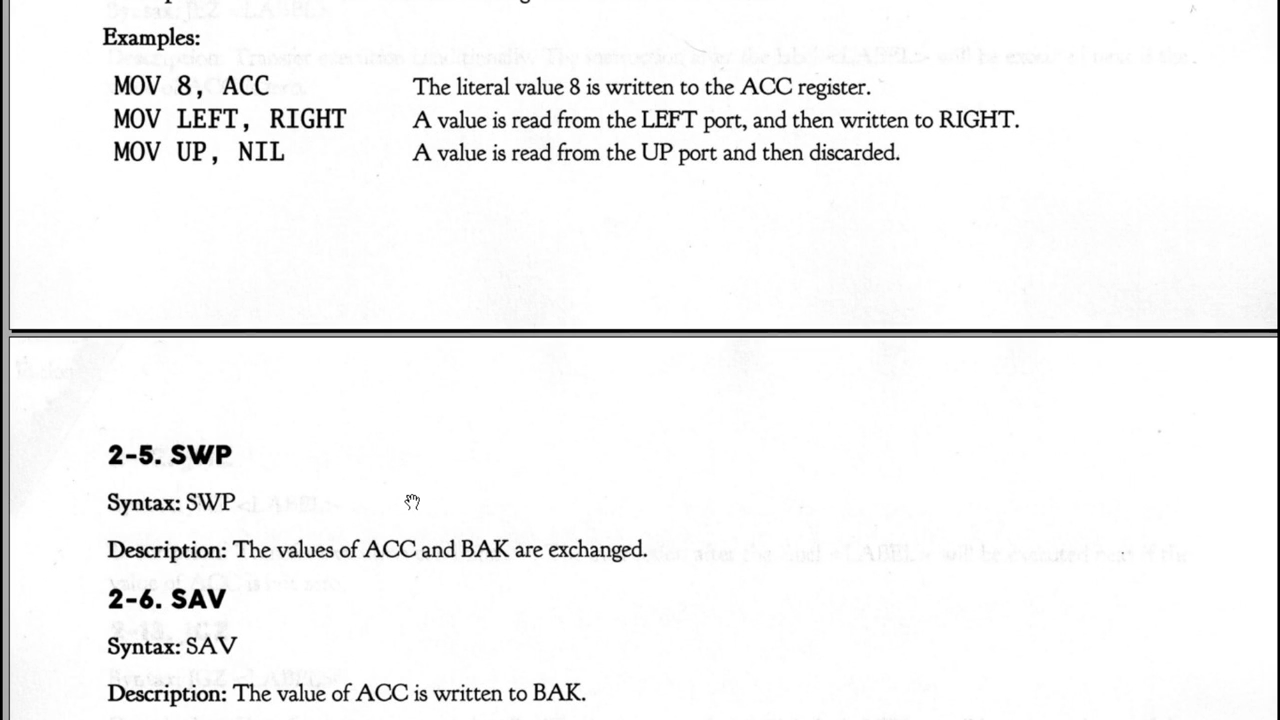 Examples:
MOV 8, ACC The literal value 8 is written to the ACC register.
MOV LEFT, RIGHT A value is read from the LEFT port, and then written to RIGHT.
MOV UP, NIL A value is read from the UP port and then discarded.
2-5. SWP
Syntax: SWP
Description: The values of ACC and BAK are exchanged.
2-6. SAV
Syntax: SAV
Description: The value of ACC is written to BAK.